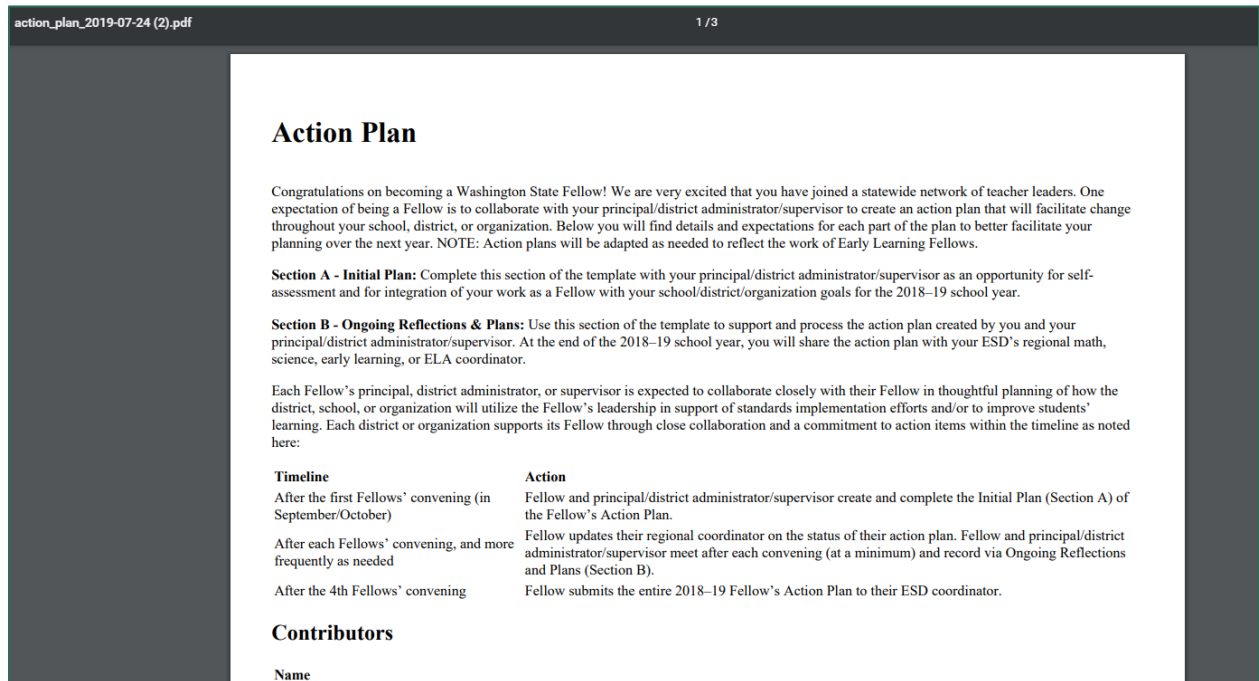 action_plan_2019-07-24 (2).pdf
1 / 3
Action Plan
Congratulations on becoming a Washington State Fellow! We are very excited that you have joined a statewide network of teacher leaders. One
expectation of being a Fellow is to collaborate with your principal/district administrator/supervisor to create an action plan that will facilitate change
throughout your school, district, or organization. Below you will find details and expectations for each part of the plan to better facilitate your
planning over the next year. NOTE: Action plans will be adapted as needed to reflect the work of Early Learning Fellows.
Section A - Initial Plan: Complete this section of the template with your principal/district administrator/supervisor as an opportunity for self-
assessment and for integration of your work as a Fellow with your school/district/organization goals for the 2018–19 school year.
Section B - Ongoing Reflections & Plans: Use this section of the template to support and process the action plan created by you and your
principal/district administrator/supervisor. At the end of the 2018–19 school year, you will share the action plan with your ESD's regional math,
science, early learning, or ELA coordinator.
Each Fellow's principal, district administrator, or supervisor is expected to collaborate closely with their Fellow in thoughtful planning of how the
district, school, or organization will utilize the Fellow's leadership in support of standards implementation efforts and/or to improve students'
learning. Each district or organization supports its Fellow through close collaboration and a commitment to action items within the timeline as noted
here:
Timeline
Action
After the first Fellows' convening (in
September/October)
Fellow and principal/district administrator/supervisor create and complete the Initial Plan (Section A) of
the Fellow's Action Plan.
After each Fellows' convening, and more
frequently as needed
Fellow updates their regional coordinator on the status of their action plan. Fellow and principal/district
administrator/supervisor meet after each convening (at a minimum) and record via Ongoing Reflections
and Plans (Section B).
After the 4th Fellows' convening
Fellow submits the entire 2018–19 Fellow's Action Plan to their ESD coordinator.
Contributors
Name